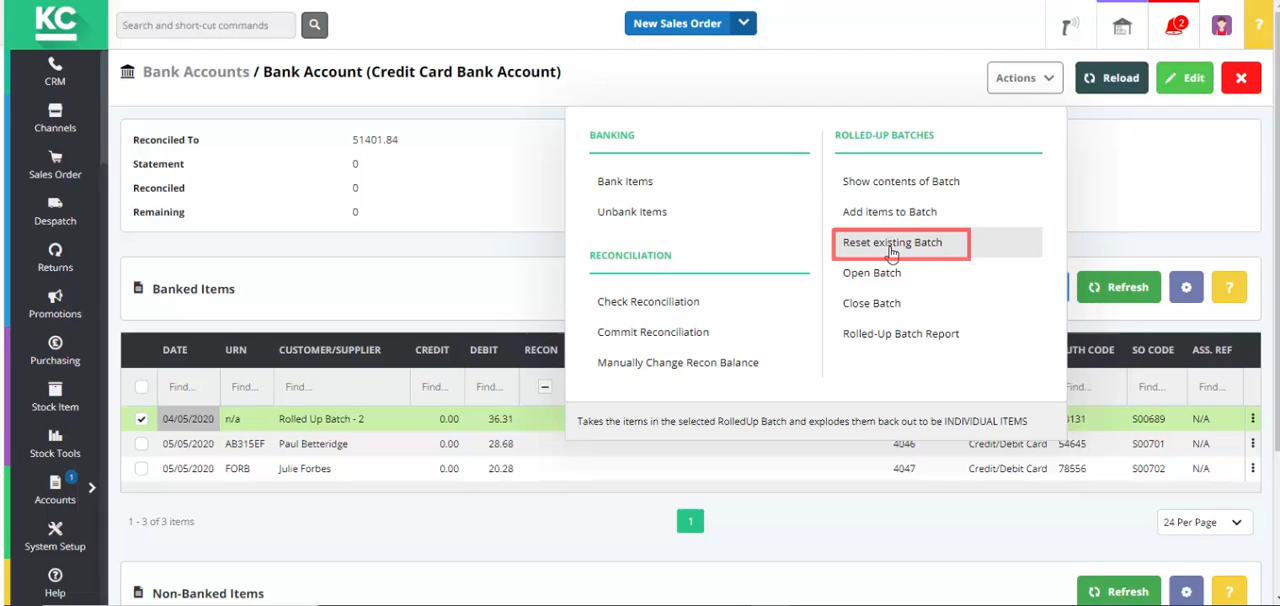 KC
Search and short-cut commands
New Sales Order
2
?
CRM
Channels
Sales Order
Despatch
Returns
Promotions
Purchasing
Stock Item
Stock Tools
1
Accounts
System Setup
Help
Bank Accounts / Bank Account (Credit Card Bank Account)
Actions
Reload
Edit
Reconciled To 51401.84
Statement 0
Reconciled 0
Remaining 0
BANKING
Bank Items
Unbank Items
RECONCILIATION
Check Reconciliation
Commit Reconciliation
Manually Change Recon Balance
ROLLED-UP BATCHES
Show contents of Batch
Add items to Batch
Reset existing Batch
Open Batch
Close Batch
Rolled-Up Batch Report
Takes the items in the selected RolledUp Batch and explodes them back out to be INDIVIDUAL ITEMS
Banked Items
Refresh
?
DATE URN CUSTOMER/SUPPLIER CREDIT DEBIT RECON UTH CODE SO CODE ASS. REF
Find... Find... Find... Find... Find... Find... Find... Find...
04/05/2020 n/a Rolled Up Batch - 2 0.00 36.31 S00689 N/A
05/05/2020 AB315EF Paul Betteridge 0.00 28.68 4046 Credit/Debit Card 54645 S00701 N/A
05/05/2020 FORB Julie Forbes 0.00 20.28 4047 Credit/Debit Card 78556 S00702 N/A
1 - 3 of 3 items
1
24 Per Page
Non-Banked Items
Refresh
?